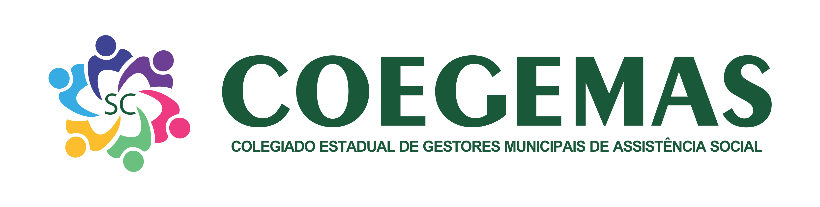 SC
COEGEMAS
COLEGIADO ESTADUAL DE GESTORES MUNICIPAIS DE ASSISTÊNCIA SOCIAL